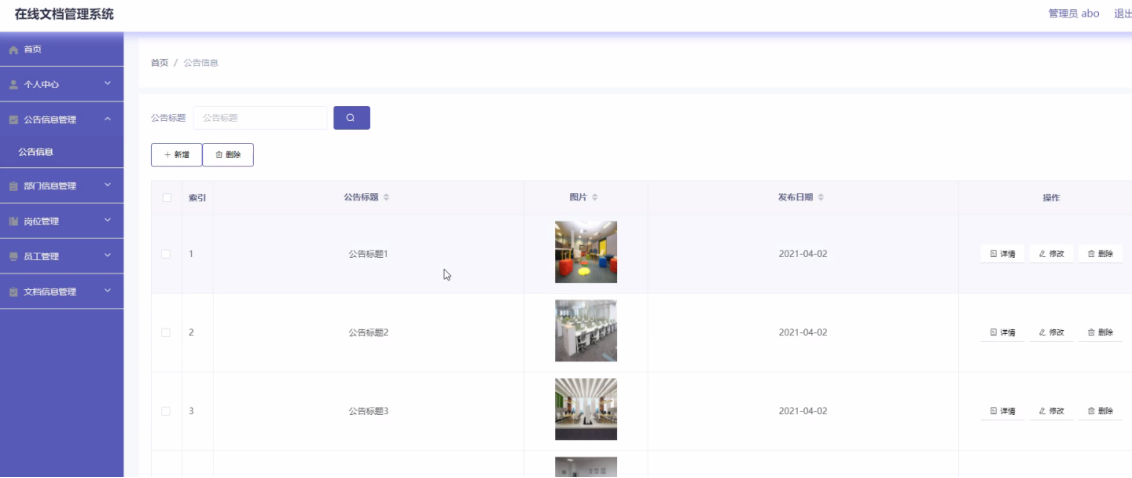 在线文档管理系统
管理员 abo 退出
首页
个人中心
公告信息管理
公告信息
部门信息管理
岗位管理
员工管理
文档信息管理
首页 / 公告信息
公告标题 公告标题
新增 删除
索引 公告标题 图片 发布日期 操作
1 公告标题1 2021-04-02 详情 修改 删除
2 公告标题2 2021-04-02 详情 修改 删除
3 公告标题3 2021-04-02 详情 修改 删除